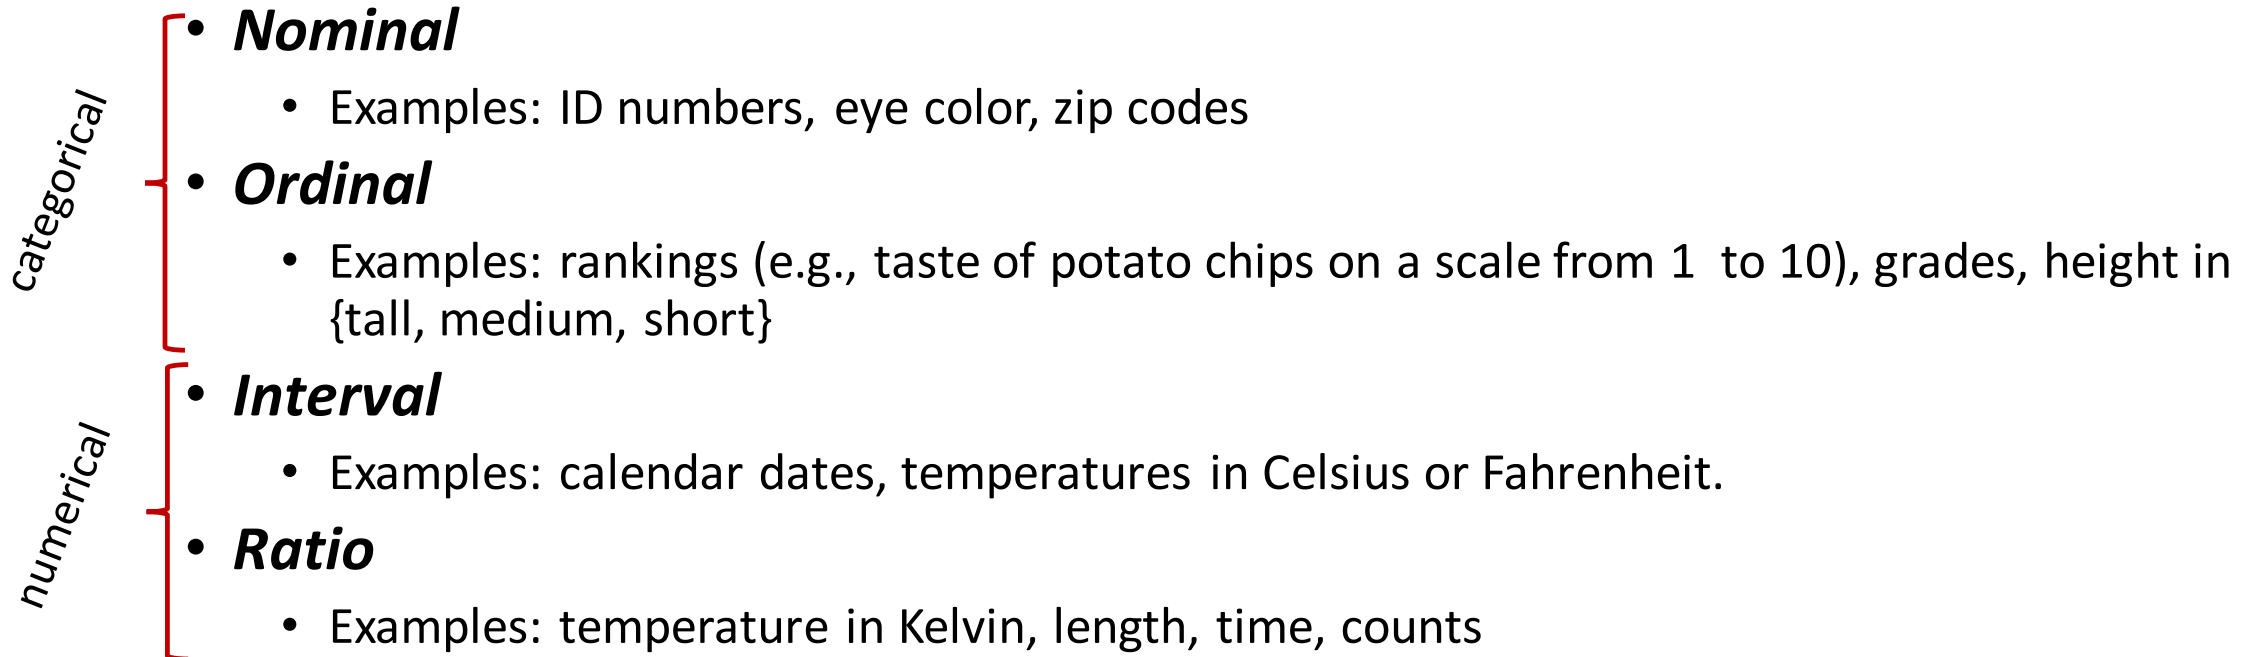 categorical
• Nominal
• Examples: ID numbers, eye color, zip codes
• Ordinal
• Examples: rankings (e.g., taste of potato chips on a scale from 1 to 10), grades, height in
{tall, medium, short}
numerical
• Interval
• Examples: calendar dates, temperatures in Celsius or Fahrenheit.
• Ratio
• Examples: temperature in Kelvin, length, time, counts